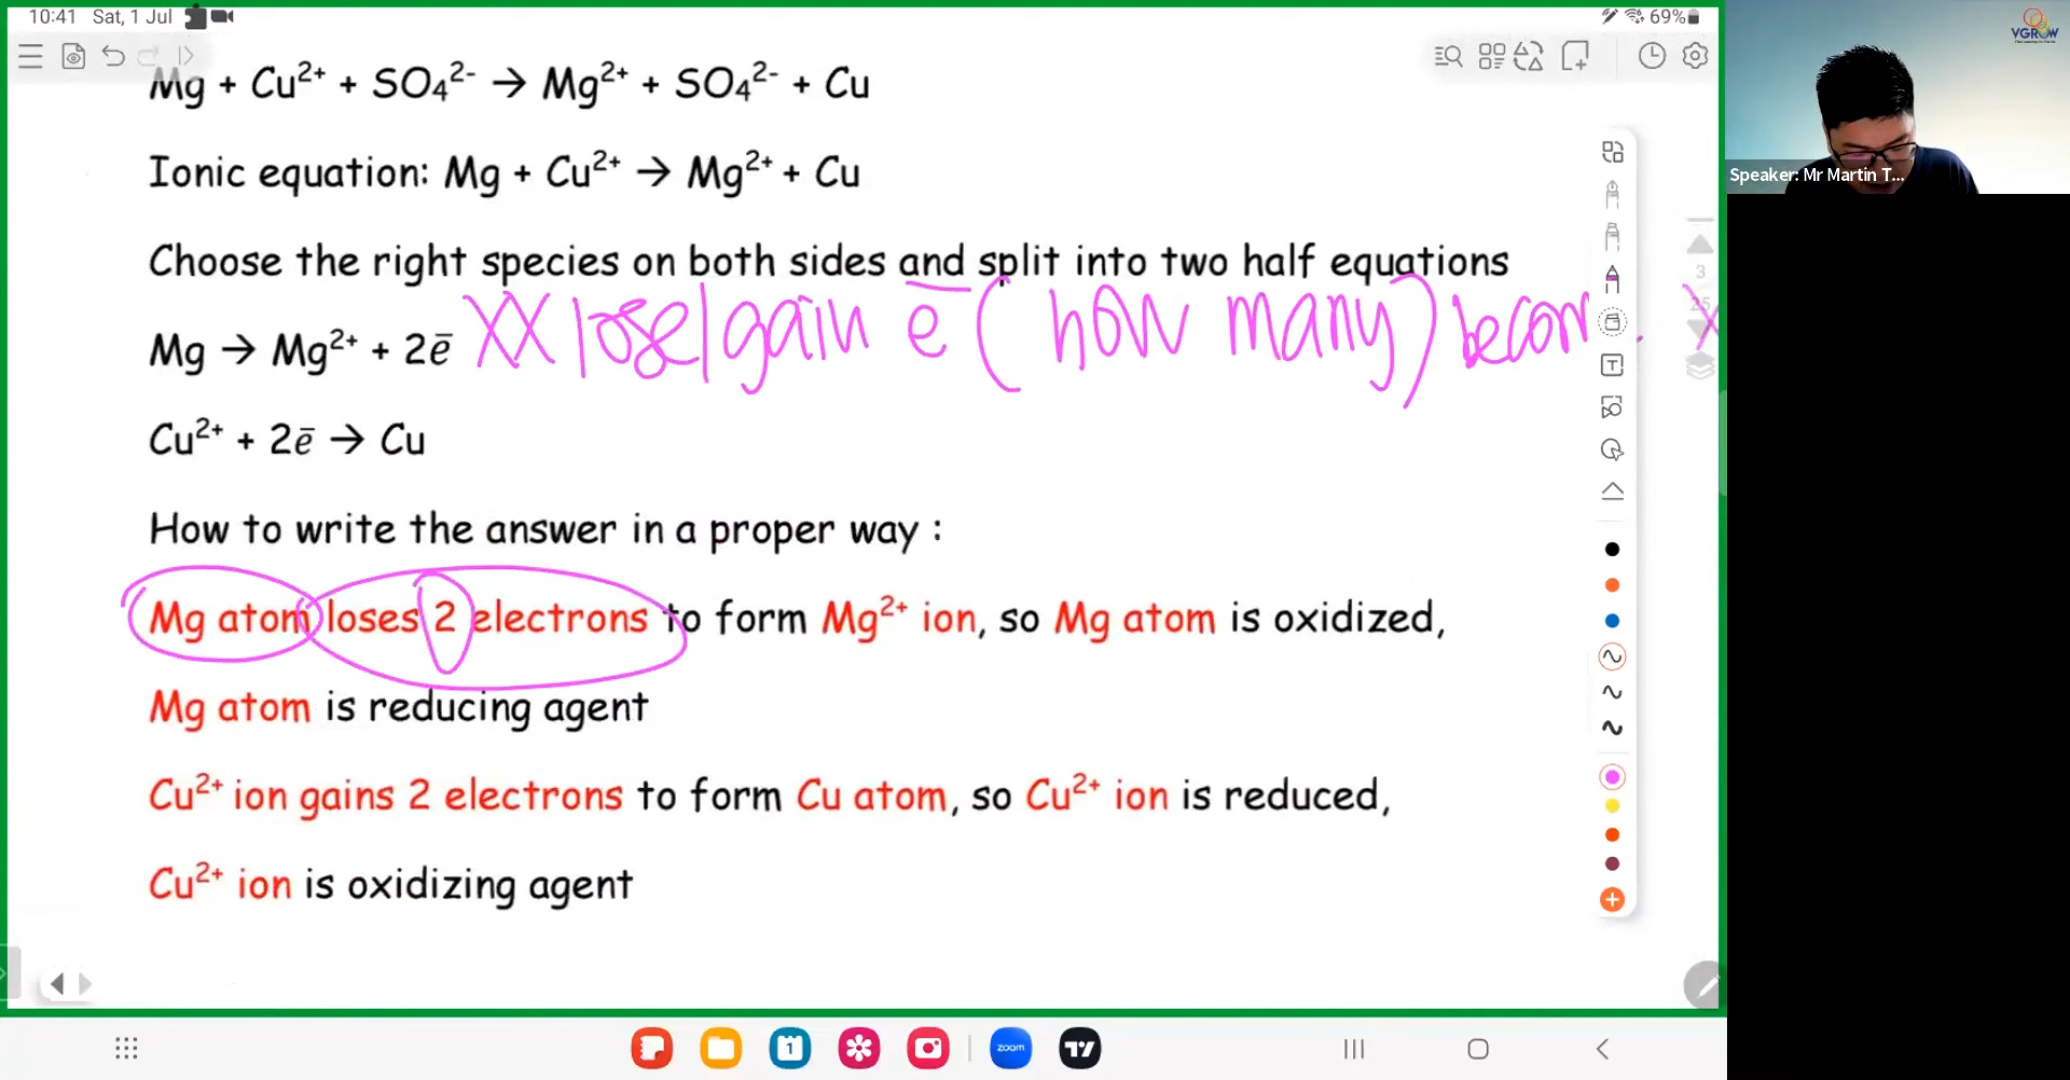 10:41 Sat, 1 Jul
69%
VGROW
Mg + Cu²⁺ + SO₄²⁻ → Mg²⁺ + SO₄²⁻ + Cu
Speaker: Mr Martin T...
Ionic equation: Mg + Cu²⁺ → Mg²⁺ + Cu
Choose the right species on both sides and split into two half equations
3
25
Mg → Mg²⁺ + 2ē XX lose/gain ē (how many)
Cu²⁺ + 2ē → Cu
How to write the answer in a proper way :
Mg atom loses 2 electrons to form Mg²⁺ ion, so Mg atom is oxidized,
Mg atom is reducing agent
Cu²⁺ ion gains 2 electrons to form Cu atom, so Cu²⁺ ion is reduced,
Cu²⁺ ion is oxidizing agent
1
zoom